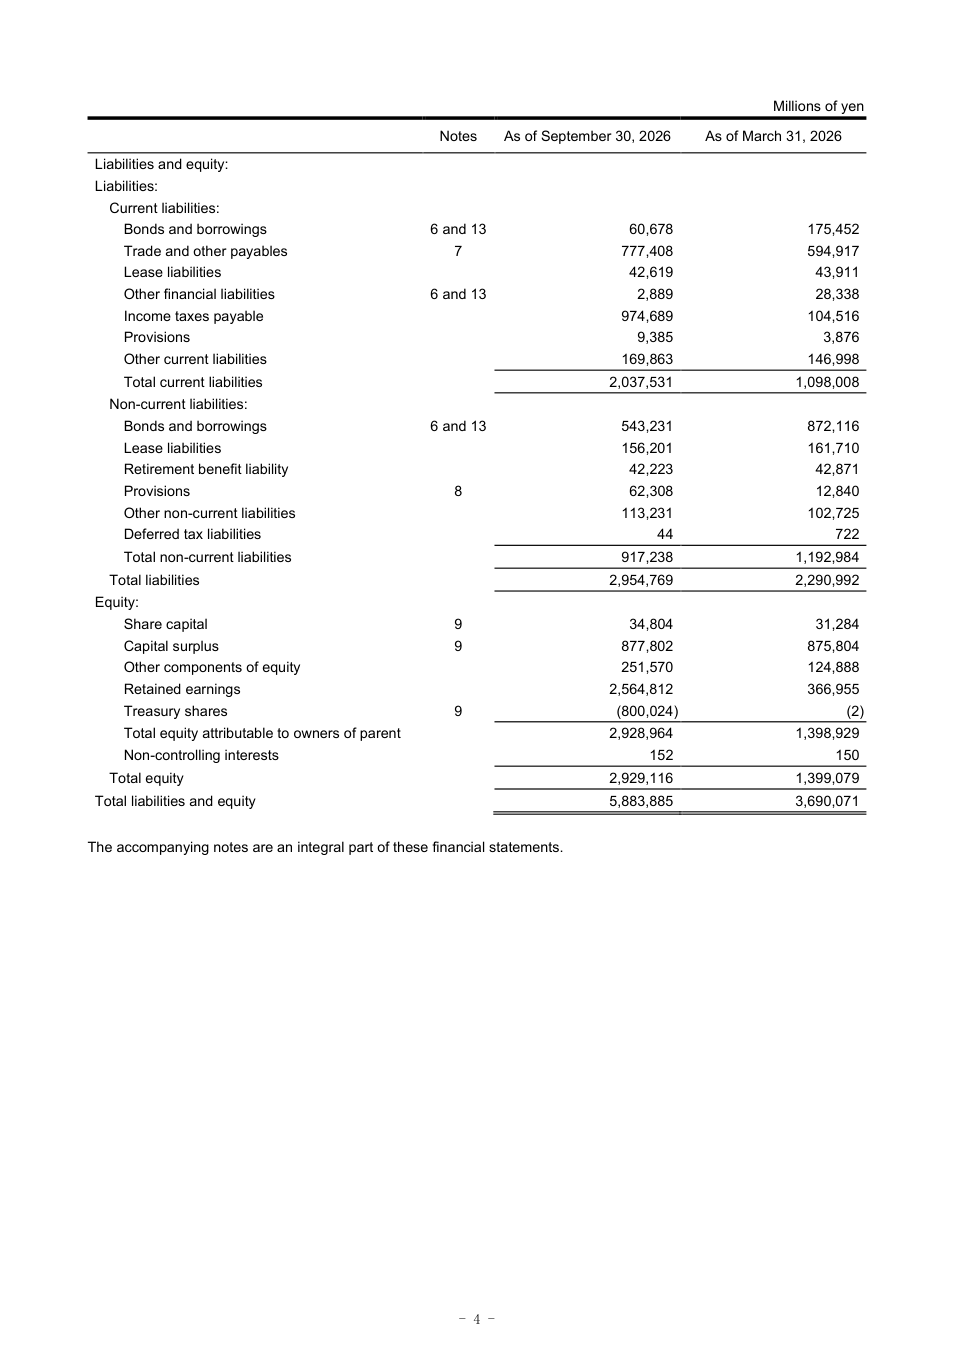 Millions of yen
Notes As of September 30, 2026 As of March 31, 2026
Liabilities and equity:
Liabilities:
Current liabilities:
Bonds and borrowings 6 and 13 60,678 175,452
Trade and other payables 7 777,408 594,917
Lease liabilities 42,619 43,911
Other financial liabilities 6 and 13 2,889 28,338
Income taxes payable 974,689 104,516
Provisions 9,385 3,876
Other current liabilities 169,863 146,998
Total current liabilities 2,037,531 1,098,008
Non-current liabilities:
Bonds and borrowings 6 and 13 543,231 872,116
Lease liabilities 156,201 161,710
Retirement benefit liability 42,223 42,871
Provisions 8 62,308 12,840
Other non-current liabilities 113,231 102,725
Deferred tax liabilities 44 722
Total non-current liabilities 917,238 1,192,984
Total liabilities 2,954,769 2,290,992
Equity:
Share capital 9 34,804 31,284
Capital surplus 9 877,802 875,804
Other components of equity 251,570 124,888
Retained earnings 2,564,812 366,955
Treasury shares 9 (800,024) (2)
Total equity attributable to owners of parent 2,928,964 1,398,929
Non-controlling interests 152 150
Total equity 2,929,116 1,399,079
Total liabilities and equity 5,883,885 3,690,071
The accompanying notes are an integral part of these financial statements.
- 4 -